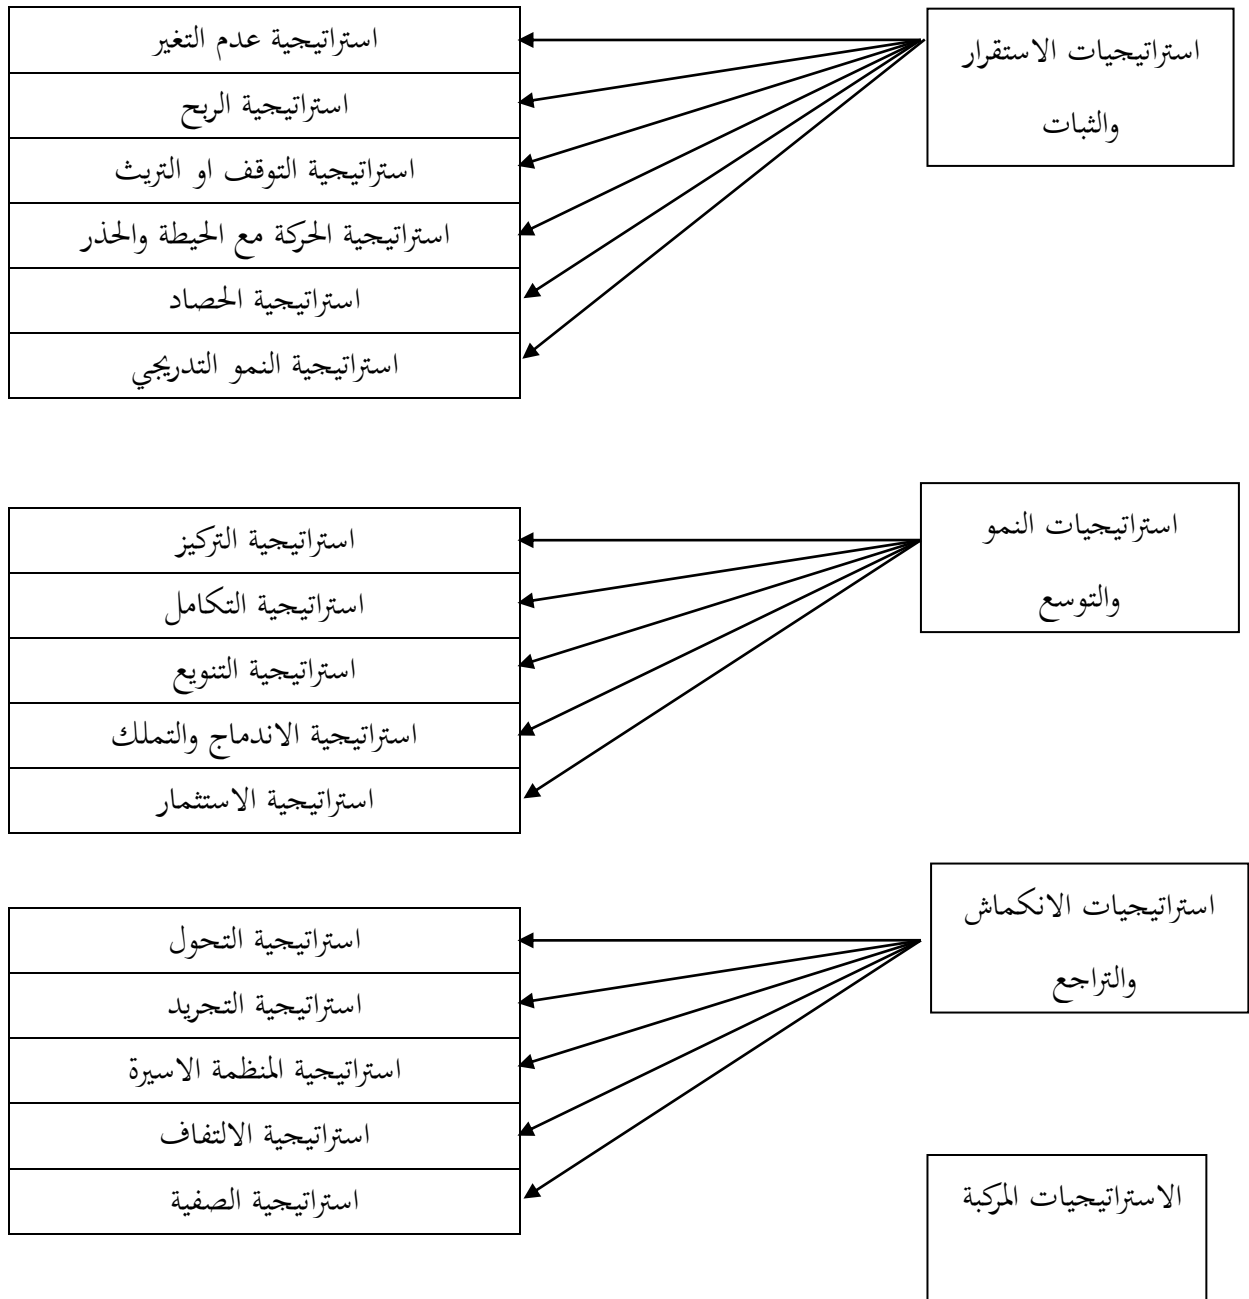 استراتيجيات الاستقرار
والثبات
استراتيجية عدم التغير
استراتيجية الربح
استراتيجية التوقف او التريث
استراتيجية الحركة مع الحيطة والحذر
استراتيجية الحصاد
استراتيجية النمو التدريجي
استراتيجيات النمو
والتوسع
استراتيجية التركيز
استراتيجية التكامل
استراتيجية التنويع
استراتيجية الاندماج والتملك
استراتيجية الاستثمار
استراتيجيات الانكماش
والتراجع
استراتيجية التحول
استراتيجية التجريد
استراتيجية المنظمة الاسيرة
استراتيجية الالتفاف
استراتيجية الصفية
الاستراتيجيات المركبة